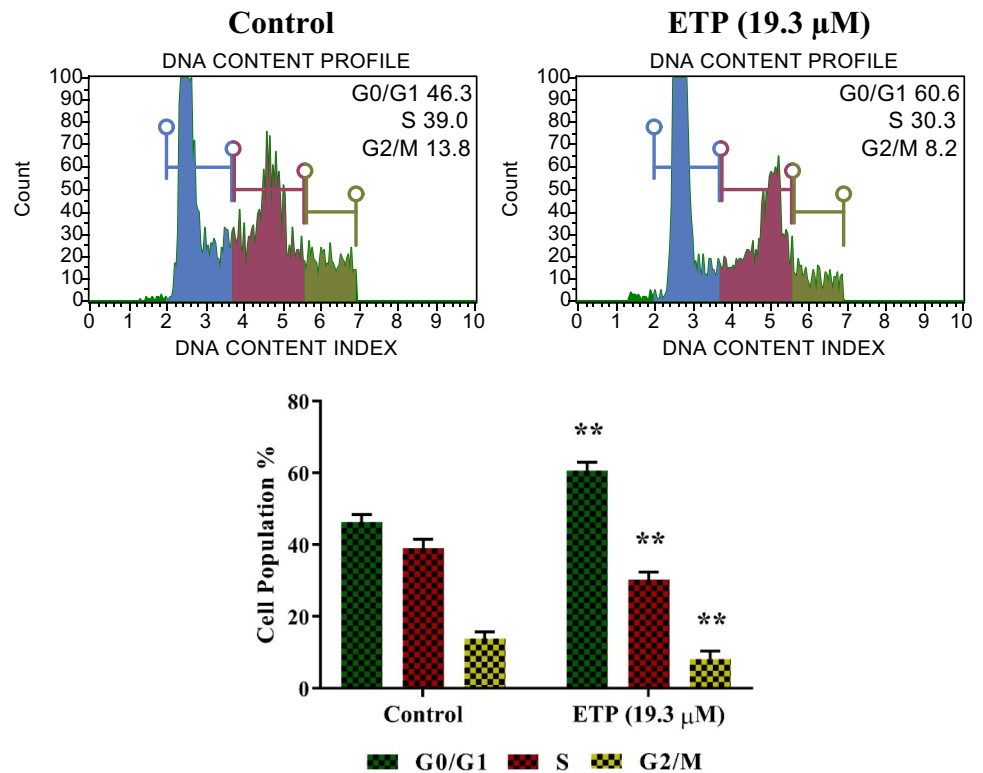 Control
DNA CONTENT PROFILE
G0/G1 46.3
S 39.0
G2/M 13.8
100
90
80
70
60
50
40
30
20
10
0
Count
0 1 2 3 4 5 6 7 8 9 10
DNA CONTENT INDEX
ETP (19.3 µM)
DNA CONTENT PROFILE
G0/G1 60.6
S 30.3
G2/M 8.2
100
90
80
70
60
50
40
30
20
10
0
Count
0 1 2 3 4 5 6 7 8 9 10
DNA CONTENT INDEX
80
60
40
20
0
Cell Population %
**
**
**
Control ETP (19.3 µM)
G0/G1 S G2/M